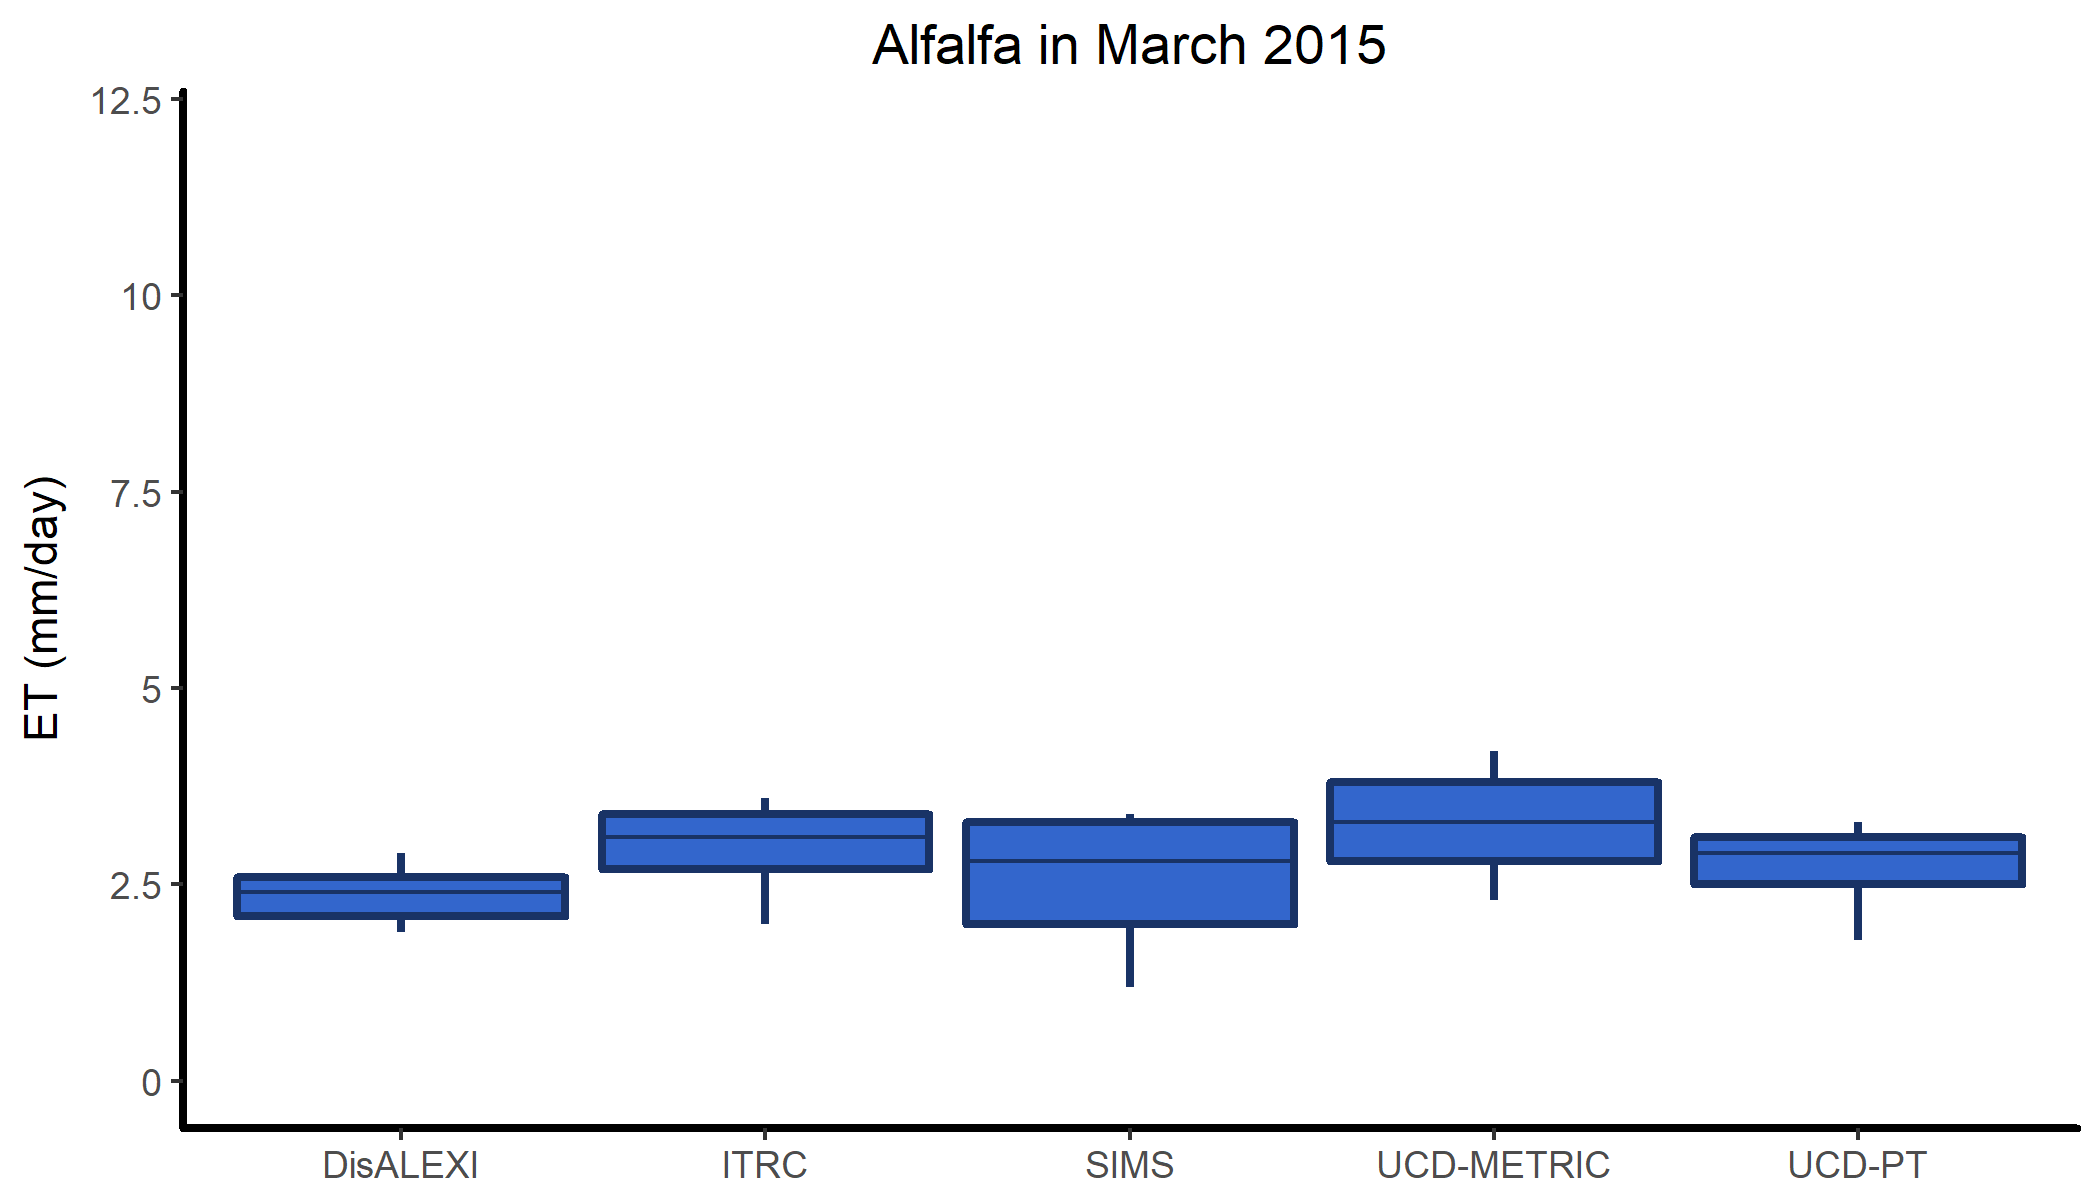 Alfalfa in March 2015
12.5
10
7.5
5
2.5
0
ET (mm/day)
DisALEXI
ITRC
SIMS
UCD-METRIC
UCD-PT